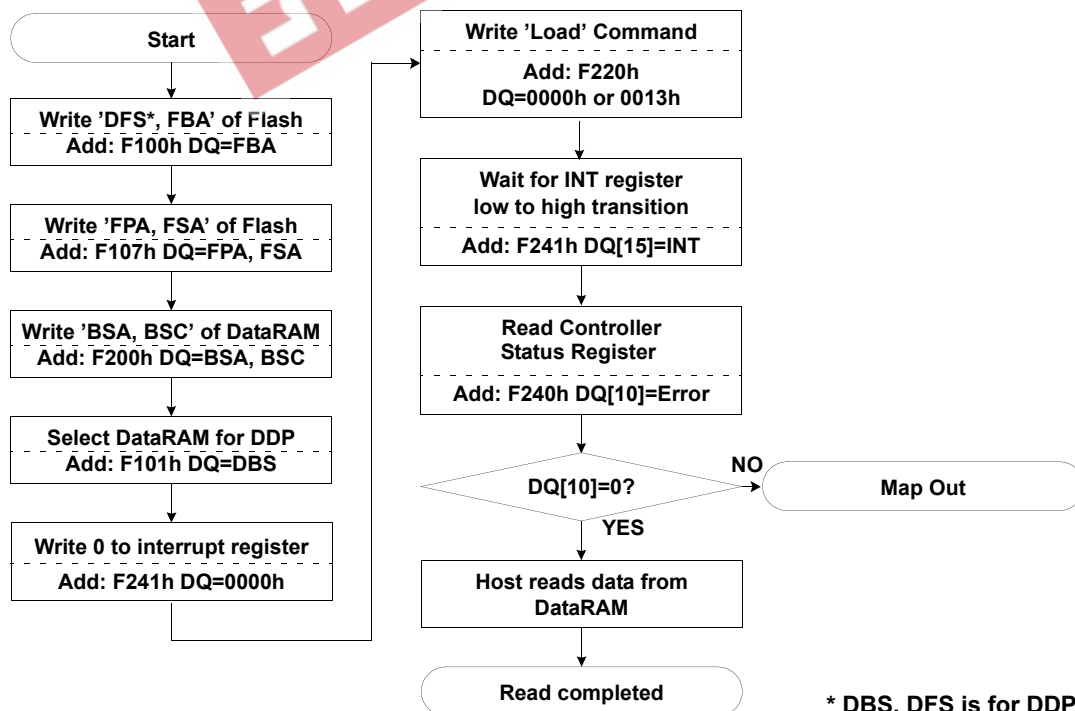 Start
Write 'DFS*, FBA' of Flash
Add: F100h DQ=FBA
Write 'FPA, FSA' of Flash
Add: F107h DQ=FPA, FSA
Write 'BSA, BSC' of DataRAM
Add: F200h DQ=BSA, BSC
Select DataRAM for DDP
Add: F101h DQ=DBS
Write 0 to interrupt register
Add: F241h DQ=0000h
Write 'Load' Command
Add: F220h
DQ=0000h or 0013h
Wait for INT register
low to high transition
Add: F241h DQ[15]=INT
Read Controller
Status Register
Add: F240h DQ[10]=Error
DQ[10]=0?
NO
Map Out
YES
Host reads data from
DataRAM
Read completed
* DBS, DFS is for DDP